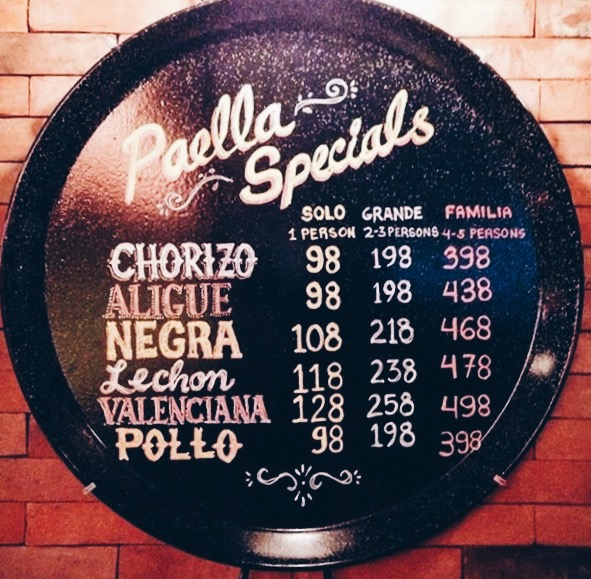 Paella
Specials
SOLO GRANDE FAMILIA
1 PERSON 2-3 PERSONS 4-5 PERSONS
CHORIZO 98 198 398
ALIGUE 98 198 438
NEGRA 108 218 468
Lechon 118 238 478
VALENCIANA 128 258 498
POLLO 98 198 398